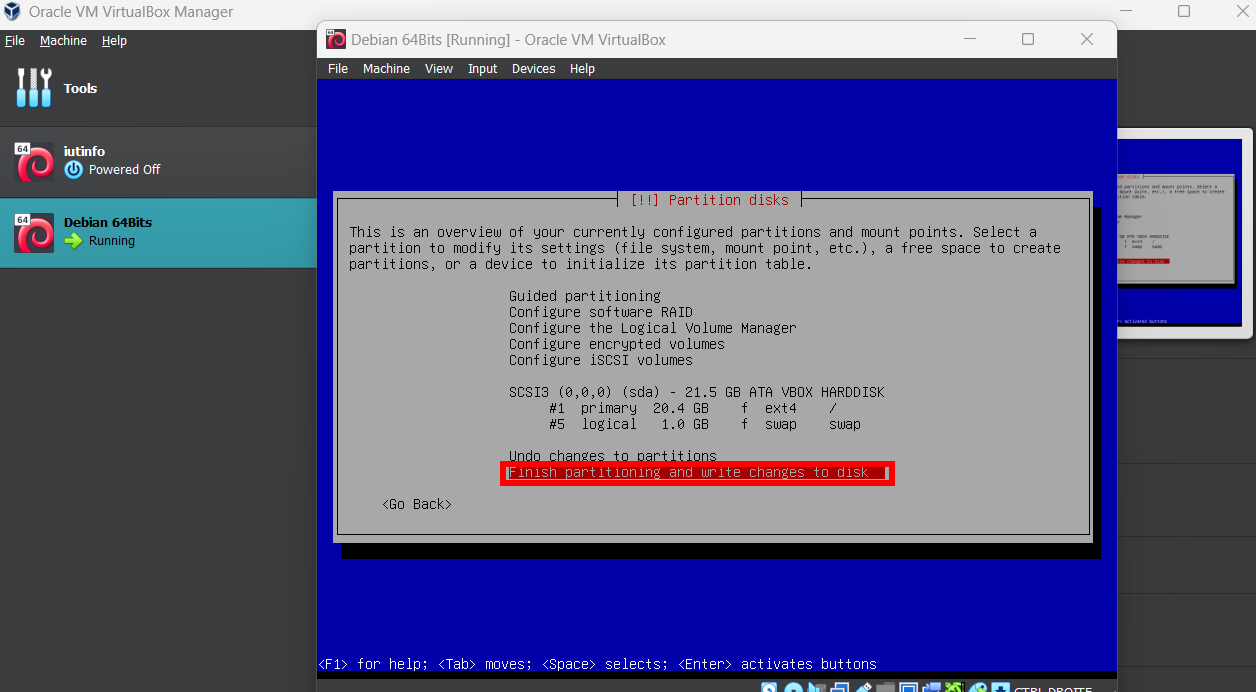 Oracle VM VirtualBox Manager
File Machine Help
Tools
64
iutinfo
Powered Off
64
Debian 64Bits
Running
64
Debian 64Bits [Running] - Oracle VM VirtualBox
File Machine View Input Devices Help
[!!] Partition disks
This is an overview of your currently configured partitions and mount points. Select a
partition to modify its settings (file system, mount point, etc.), a free space to create
partitions, or a device to initialize its partition table.
Guided partitioning
Configure software RAID
Configure the Logical Volume Manager
Configure encrypted volumes
Configure iSCSI volumes
SCSI3 (0,0,0) (sda) - 21.5 GB ATA VBOX HARDDISK
#1 primary 20.4 GB f ext4 /
#5 logical 1.0 GB f swap swap
Undo changes to partitions
Finish partitioning and write changes to disk
<Go Back>
<F1> for help; <Tab> moves; <Space> selects; <Enter> activates buttons
CTRL DROITE